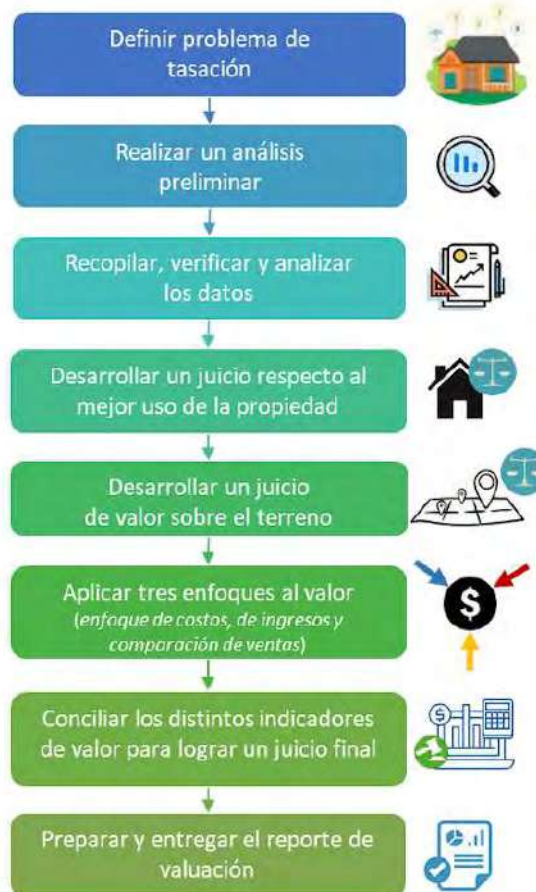 Definir problema de
tasación
Realizar un análisis
preliminar
Recopilar, verificar y analizar
los datos
Desarrollar un juicio respecto al
mejor uso de la propiedad
Desarrollar un juicio
de valor sobre el terreno
Aplicar tres enfoques al valor
(enfoque de costos, de ingresos y
comparación de ventas)
$
Conciliar los distintos indicadores
de valor para lograr un juicio final
$
Preparar y entregar el reporte de
valuación